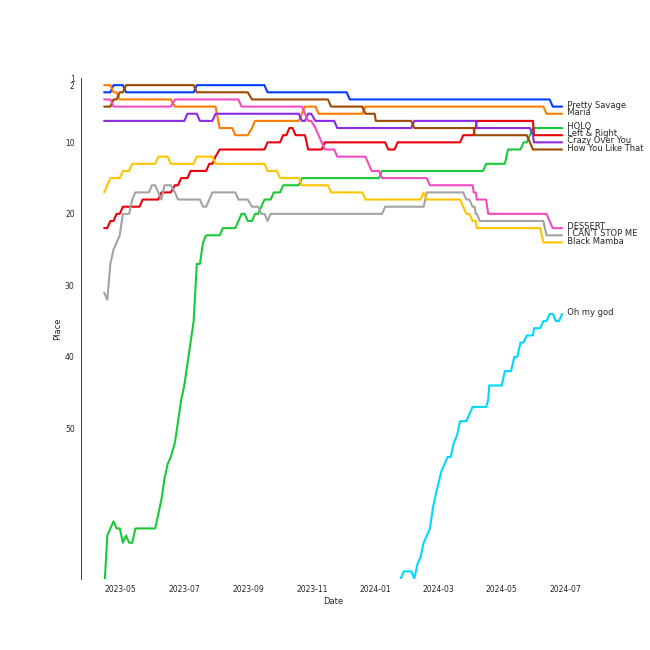 1
2
10
20
30
40
50
Place
2023-05
2023-07
2023-09
2023-11
2024-01
2024-03
2024-05
2024-07
Date
Pretty Savage
Maria
HOLO
Left & Right
Crazy Over You
How You Like That
DESSERT
I CAN'T STOP ME
Black Mamba
Oh my god